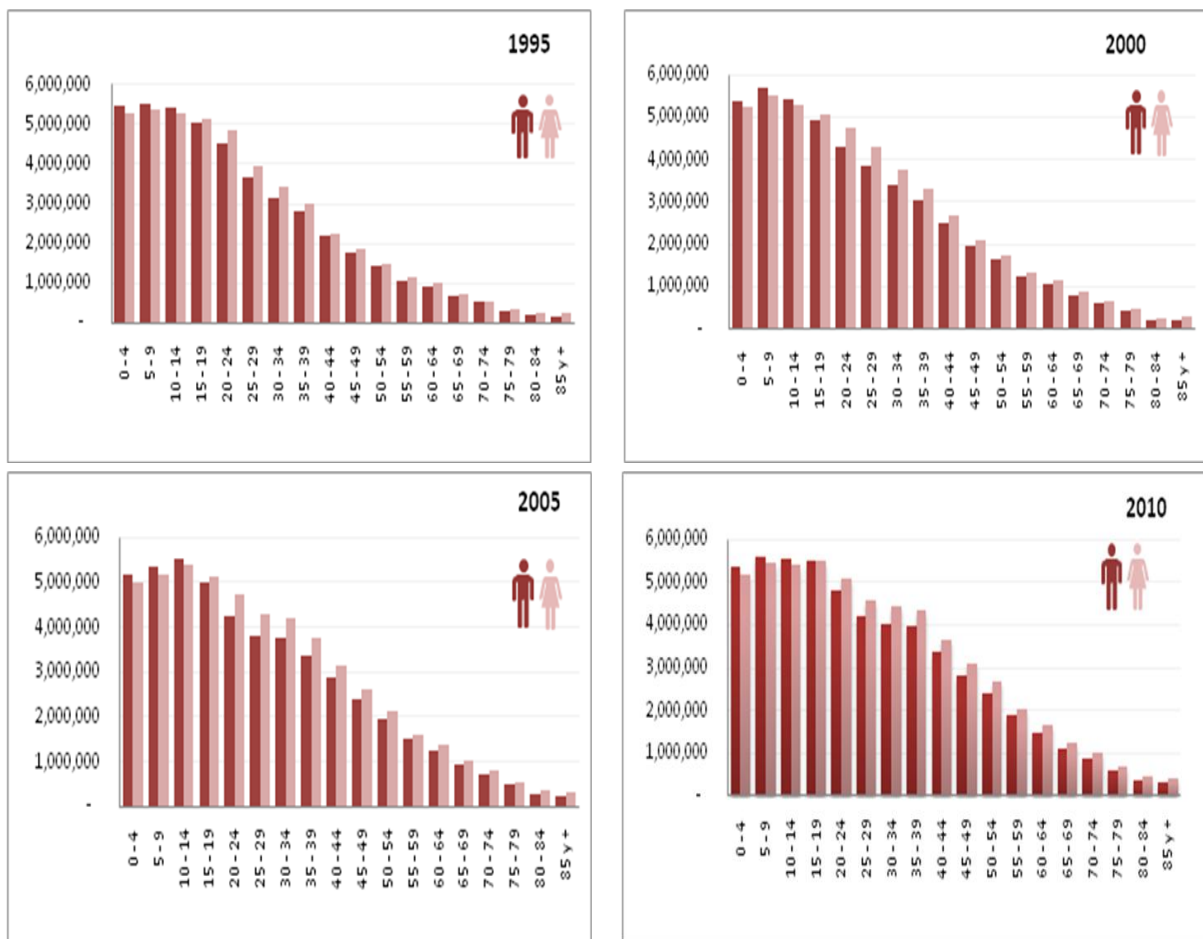 1995
6,000,000
5,000,000
4,000,000
3,000,000
2,000,000
1,000,000
-
0 - 4
5 - 9
10 - 14
15 - 19
20 - 24
25 - 29
30 - 34
35 - 39
40 - 44
45 - 49
50 - 54
55 - 59
60 - 64
65 - 69
70 - 74
75 - 79
80 - 84
85 y +
2000
6,000,000
5,000,000
4,000,000
3,000,000
2,000,000
1,000,000
-
0 - 4
5 - 9
10 - 14
15 - 19
20 - 24
25 - 29
30 - 34
35 - 39
40 - 44
45 - 49
50 - 54
55 - 59
60 - 64
65 - 69
70 - 74
75 - 79
80 - 84
85 y +
2005
6,000,000
5,000,000
4,000,000
3,000,000
2,000,000
1,000,000
-
0 - 4
5 - 9
10 - 14
15 - 19
20 - 24
25 - 29
30 - 34
35 - 39
40 - 44
45 - 49
50 - 54
55 - 59
60 - 64
65 - 69
70 - 74
75 - 79
80 - 84
85 y +
2010
6,000,000
5,000,000
4,000,000
3,000,000
2,000,000
1,000,000
-
0 - 4
5 - 9
10 - 14
15 - 19
20 - 24
25 - 29
30 - 34
35 - 39
40 - 44
45 - 49
50 - 54
55 - 59
60 - 64
65 - 69
70 - 74
75 - 79
80 - 84
85 y +